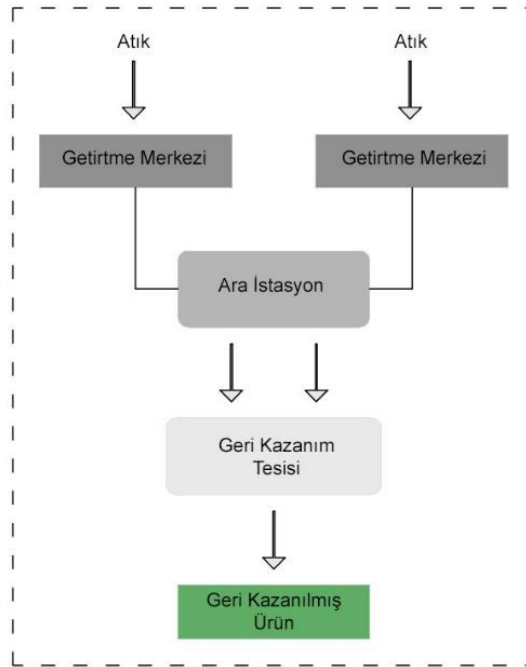 Atık
Atık
Getirtme Merkezi
Getirtme Merkezi
Ara İstasyon
Geri Kazanım
Tesisi
Geri Kazanılmış
Ürün